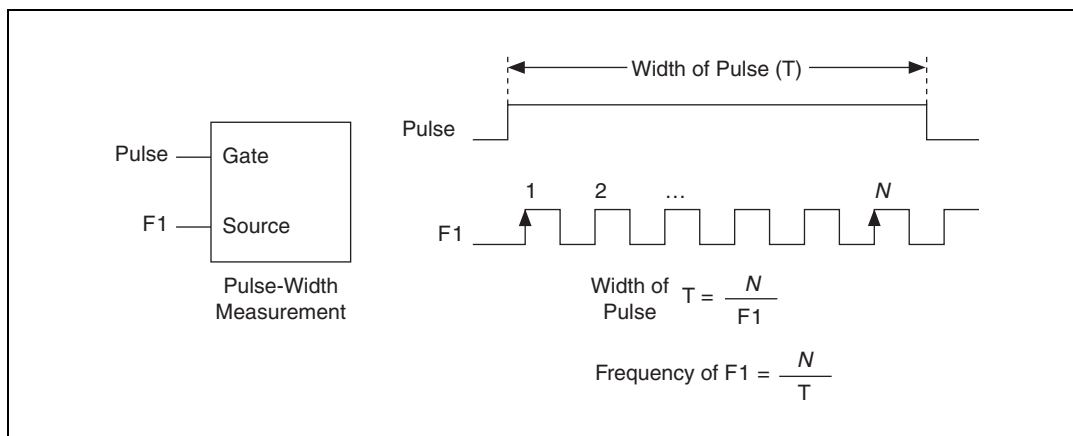 Width of Pulse (T)
Pulse
Pulse
Gate
1 2 … N
F1
Source
F1
Pulse-Width
Measurement
Width of
Pulse
T = N
F1
Frequency of F1 = N
T